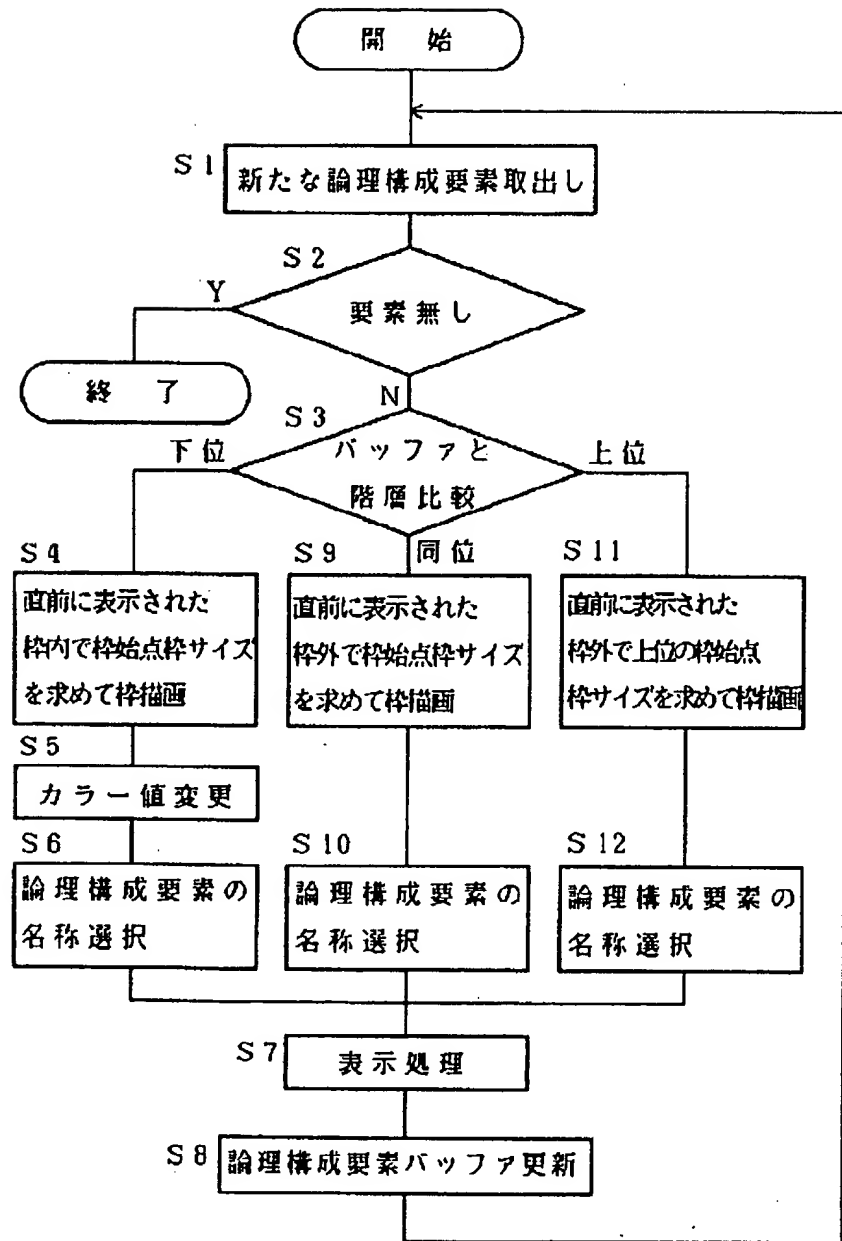 開始
S1
新たな論理構成要素取出し
S2
Y
要素無し
終了
N
S3
下位
バッファと
階層比較
上位
S4
直前に表示された
枠内で枠始点枠サイズ
を求めて枠描画
S9
同位
直前に表示された
枠外で枠始点枠サイズ
を求めて枠描画
S11
直前に表示された
枠外で上位の枠始点
枠サイズを求めて枠描画
S5
カラー値変更
S6
論理構成要素の
名称選択
S10
論理構成要素の
名称選択
S12
論理構成要素の
名称選択
S7
表示処理
S8
論理構成要素バッファ更新